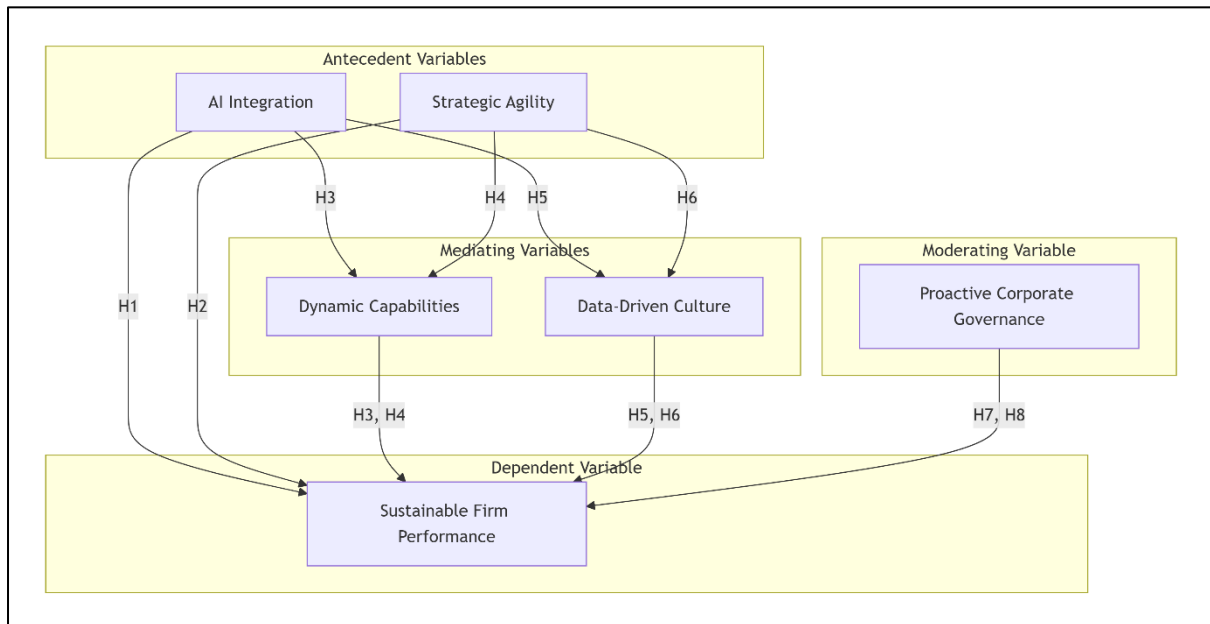 Antecedent Variables
AI Integration
Strategic Agility
H3
H4
H5
H6
Mediating Variables
Moderating Variable
Dynamic Capabilities
Data-Driven Culture
Proactive Corporate
Governance
H1
H2
H3, H4
H5, H6
H7, H8
Dependent Variable
Sustainable Firm
Performance